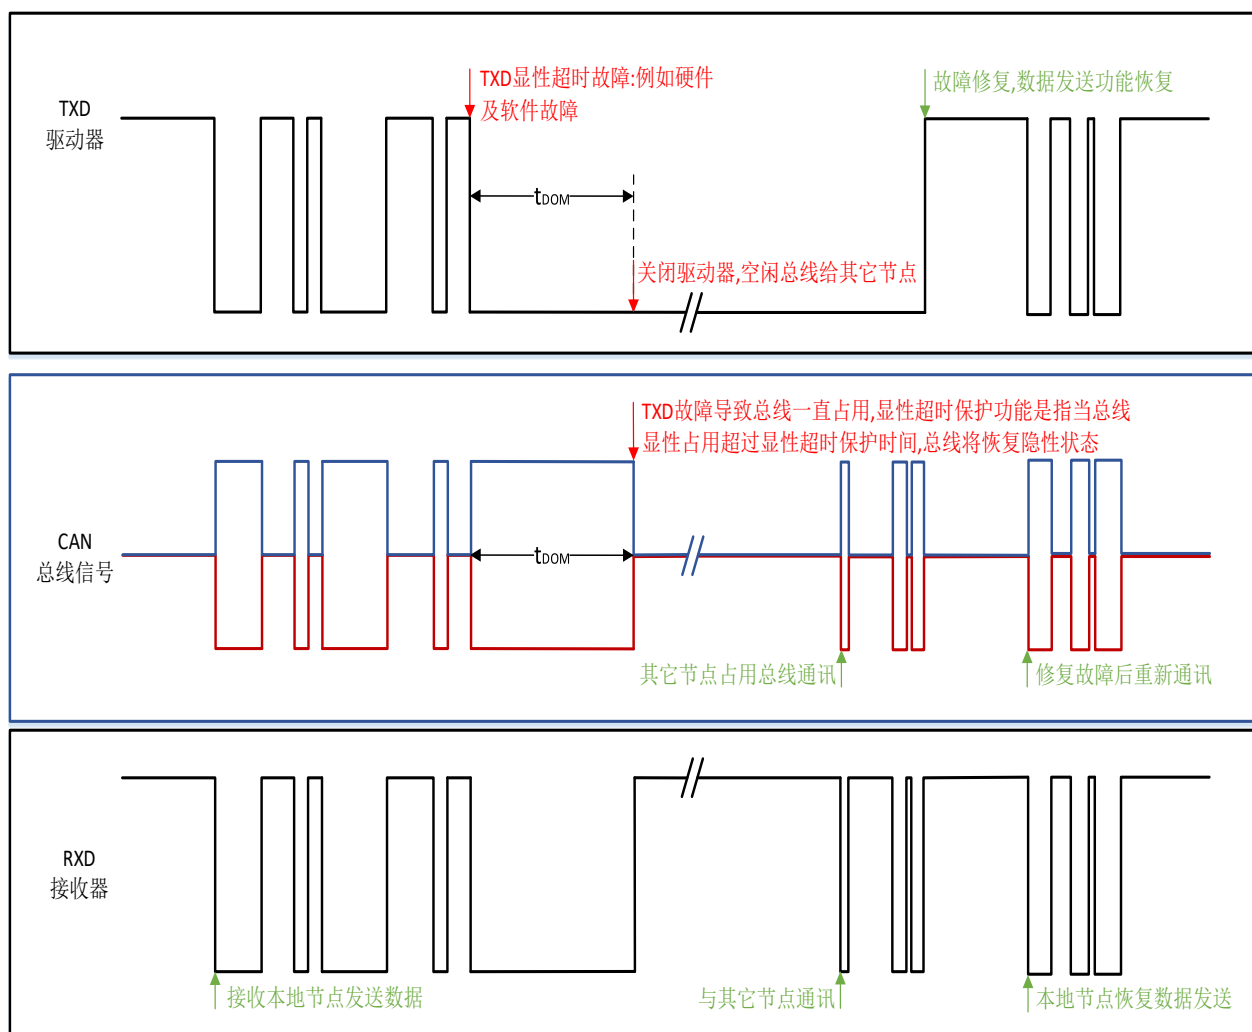 TXD显性超时故障:例如硬件
及软件故障
故障修复,数据发送功能恢复
TXD
驱动器
tDOM
关闭驱动器,空闲总线给其它节点
TXD故障导致总线一直占用,显性超时保护功能是指当总线
显性占用超过显性超时保护时间,总线将恢复隐性状态
CAN
总线信号
tDOM
其它节点占用总线通讯
修复故障后重新通讯
RXD
接收器
接收本地节点发送数据
与其它节点通讯
本地节点恢复数据发送